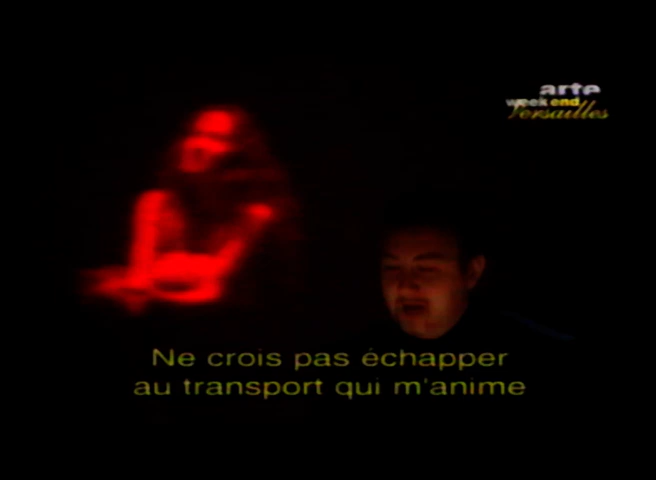 arte
week end
Versailles
Ne crois pas échapper
au transport qui m'anime